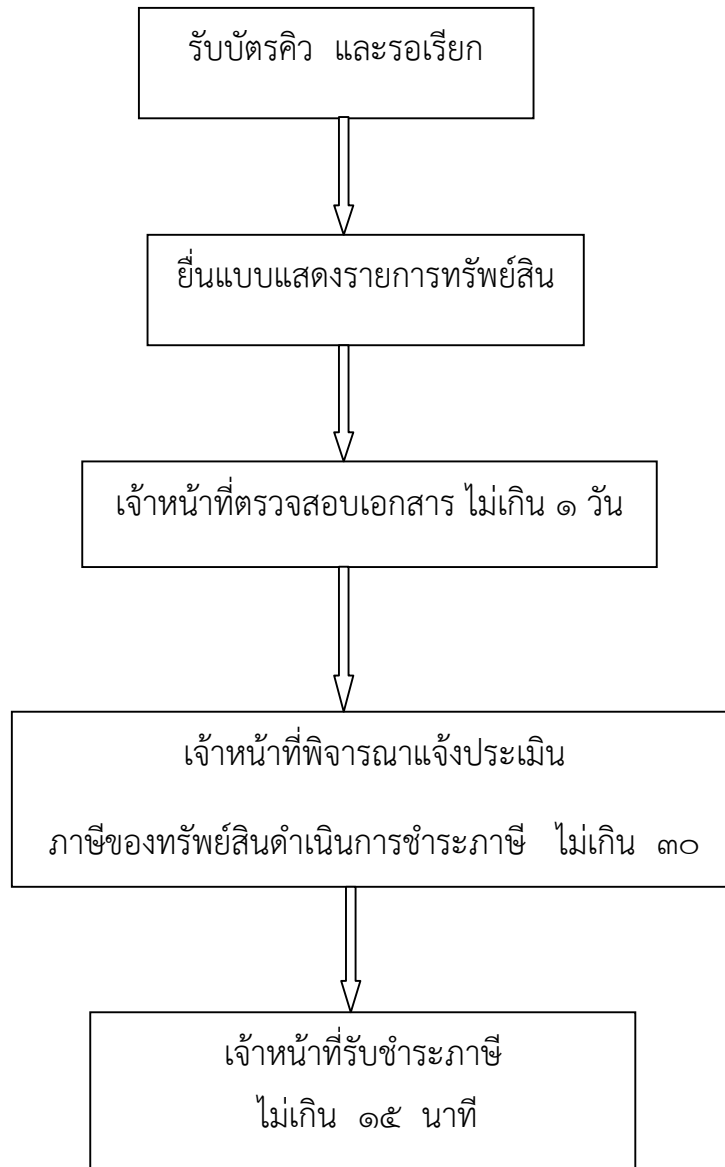 รับบัตรคิว และรอเรียก
ยื่นแบบแสดงรายการทรัพย์สิน
เจ้าหน้าที่ตรวจสอบเอกสาร ไม่เกิน ๑ วัน
เจ้าหน้าที่พิจารณาแจ้งประเมิน
ภาษีของทรัพย์สินดำเนินการชำระภาษี ไม่เกิน ๓๐
เจ้าหน้าที่รับชำระภาษี
ไม่เกิน ๑๕ นาที